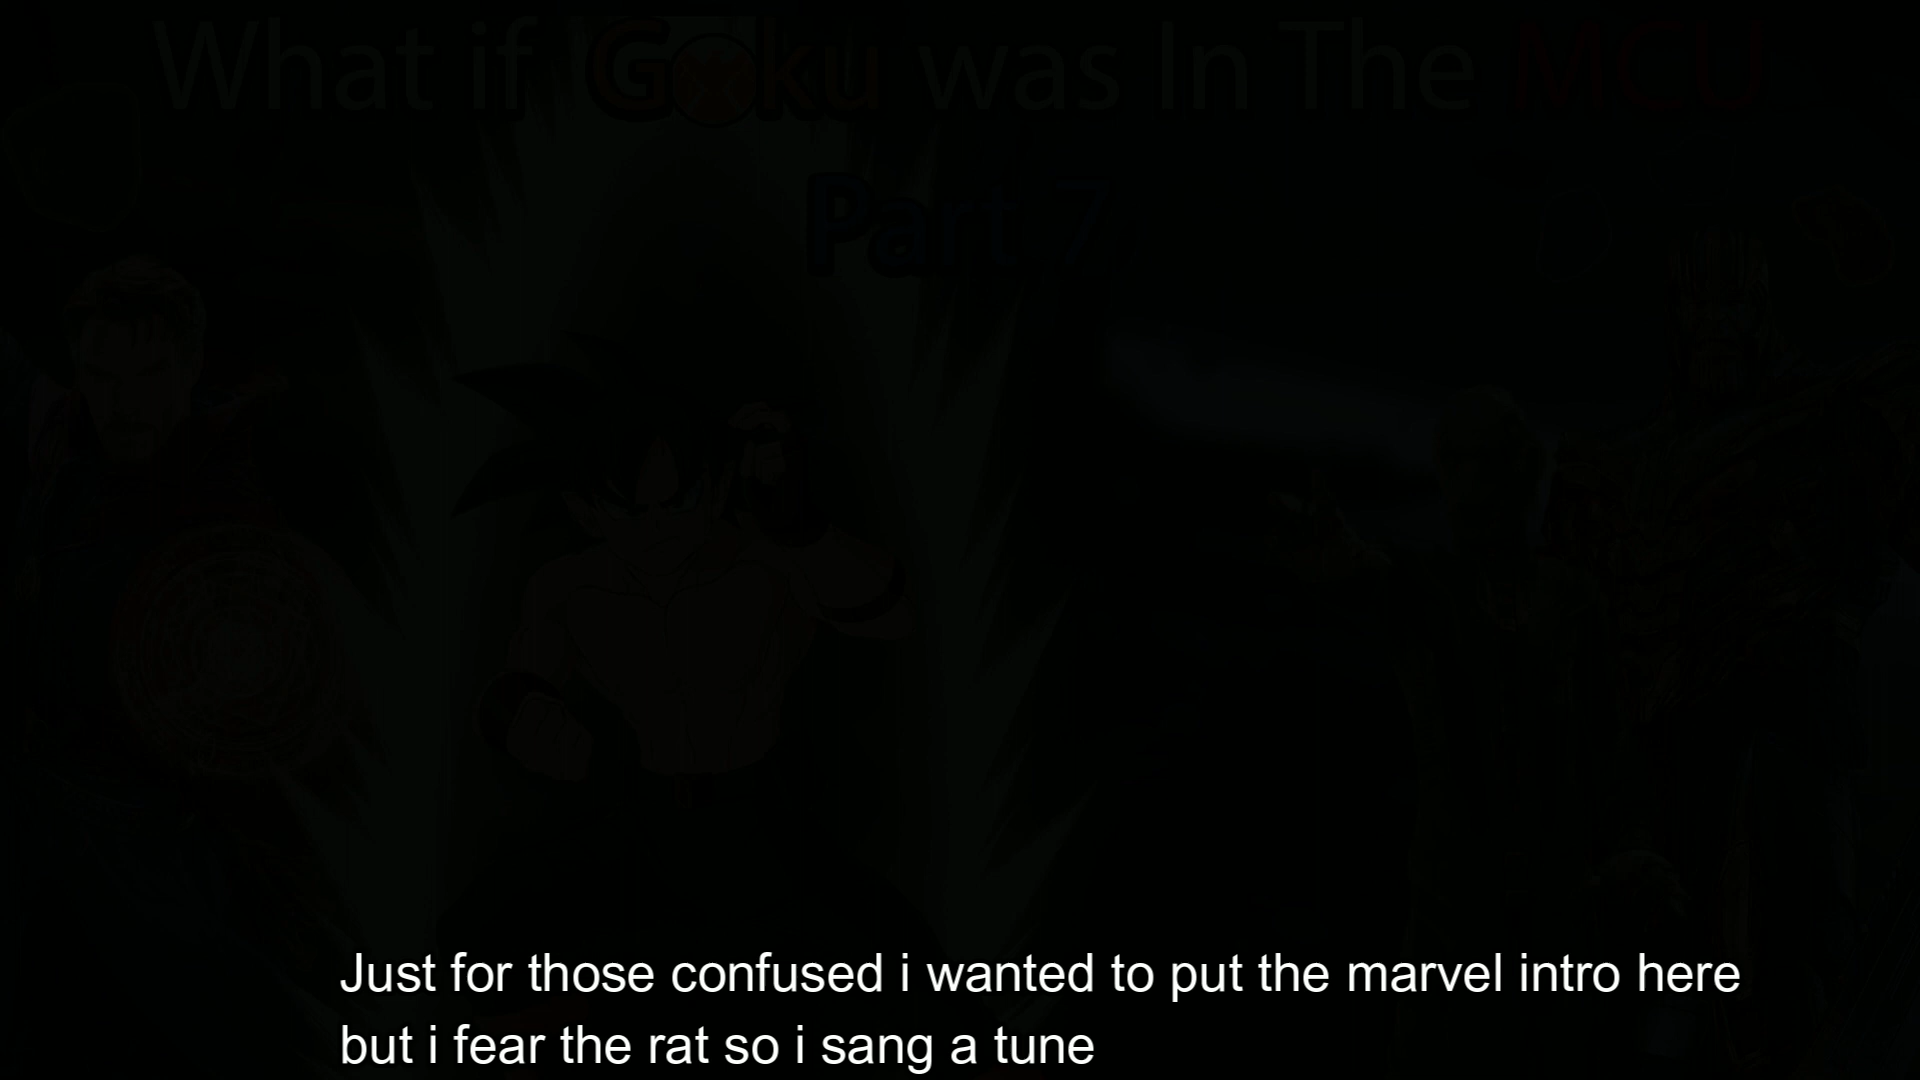 What if Goku was In The MCU
Part 7
Just for those confused i wanted to put the marvel intro here
but i fear the rat so i sang a tune